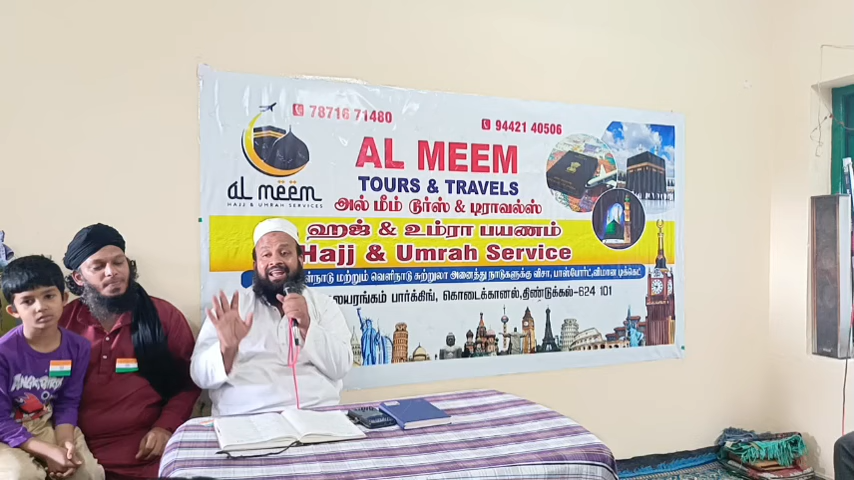 78716 71480
94421 40506
AL MEEM
TOURS & TRAVELS
அல் மீம் டூர்ஸ் & டிராவல்ஸ்
al mëëm
HAJJ & UMRAH SERVICES
ஹஜ் & உம்ரா பயணம்
Hajj & Umrah Service
மற்றும் வெளிநாடு சுற்றுலா அனைத்து நாடுகளுக்கு விசா, பாஸ்போர்ட், விமான டிக்கெட்
பார்க்கிங், கொடைக்கானல், திண்டுக்கல்-624 101